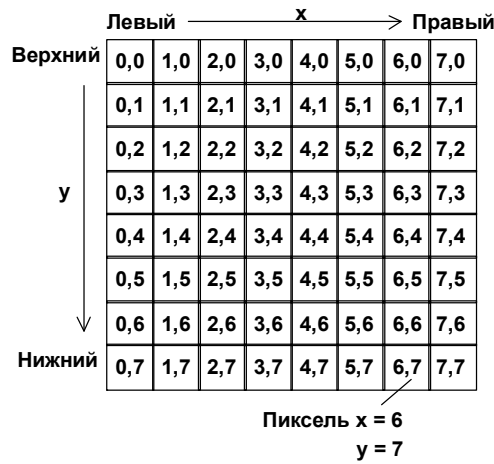 Левый x Правый
Верхний 0,0 1,0 2,0 3,0 4,0 5,0 6,0 7,0
0,1 1,1 2,1 3,1 4,1 5,1 6,1 7,1
0,2 1,2 2,2 3,2 4,2 5,2 6,2 7,2
y 0,3 1,3 2,3 3,3 4,3 5,3 6,3 7,3
0,4 1,4 2,4 3,4 4,4 5,4 6,4 7,4
0,5 1,5 2,5 3,5 4,5 5,5 6,5 7,5
0,6 1,6 2,6 3,6 4,6 5,6 6,6 7,6
Нижний 0,7 1,7 2,7 3,7 4,7 5,7 6,7 7,7
Пиксель x = 6
y = 7